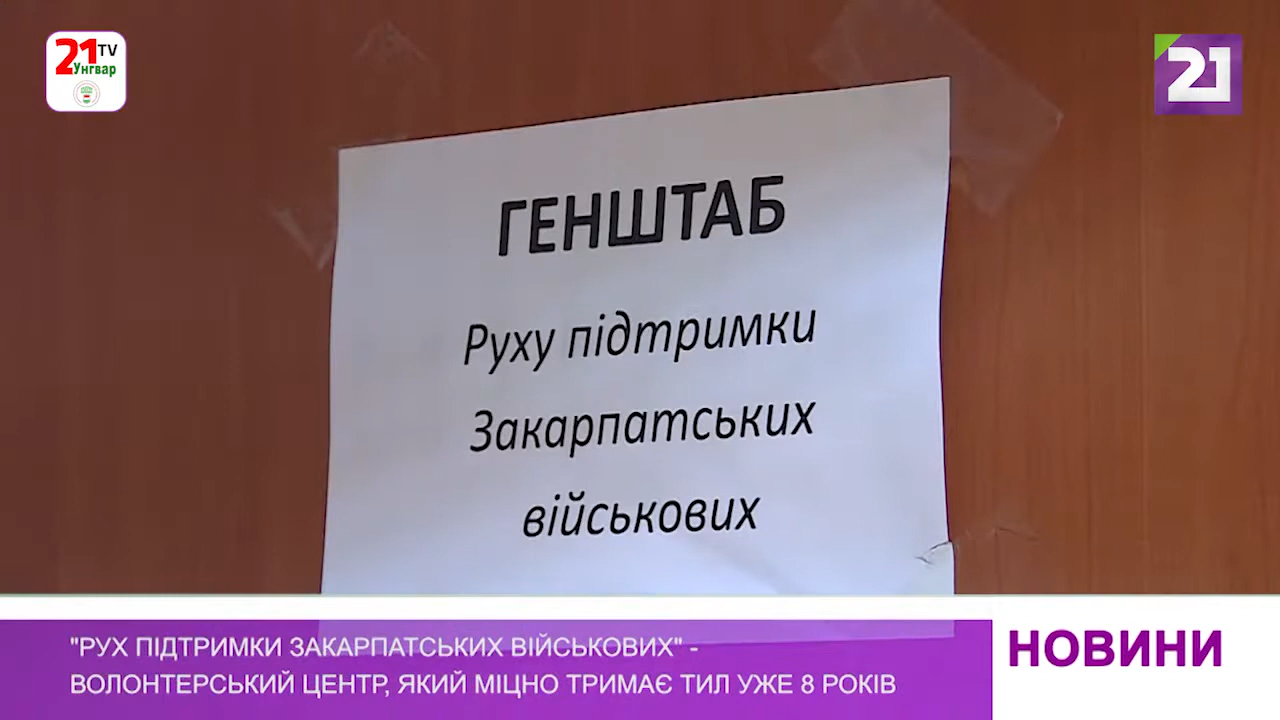 21 TV
Унгвар
21
ГЕНШТАБ
Руху підтримки
Закарпатських
військових
"РУХ ПІДТРИМКИ ЗАКАРПАТСЬКИХ ВІЙСЬКОВИХ" -
ВОЛОНТЕРСЬКИЙ ЦЕНТР, ЯКИЙ МІЦНО ТРИМАЄ ТИЛ УЖЕ 8 РОКІВ
НОВИНИ